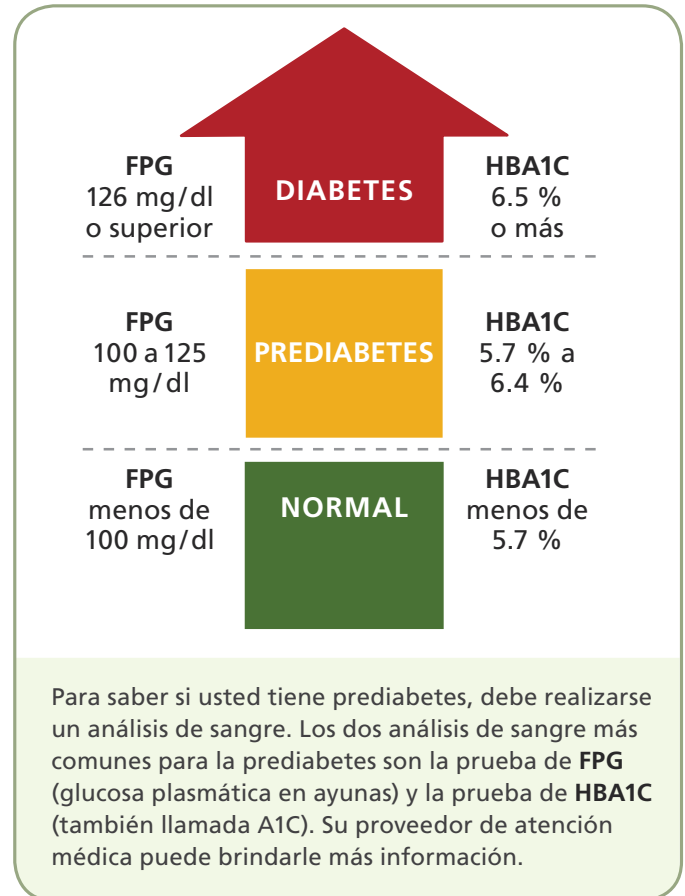 FPG
126 mg/dl
o superior
DIABETES
HBA1C
6.5 %
o más
FPG
100 a 125
mg/dl
PREDIABETES
HBA1C
5.7 % a
6.4 %
FPG
menos de
100 mg/dl
NORMAL
HBA1C
menos de
5.7 %
Para saber si usted tiene prediabetes, debe realizarse
un análisis de sangre. Los dos análisis de sangre más
comunes para la prediabetes son la prueba de FPG
(glucosa plasmática en ayunas) y la prueba de HBA1C
(también llamada A1C). Su proveedor de atención
médica puede brindarle más información.